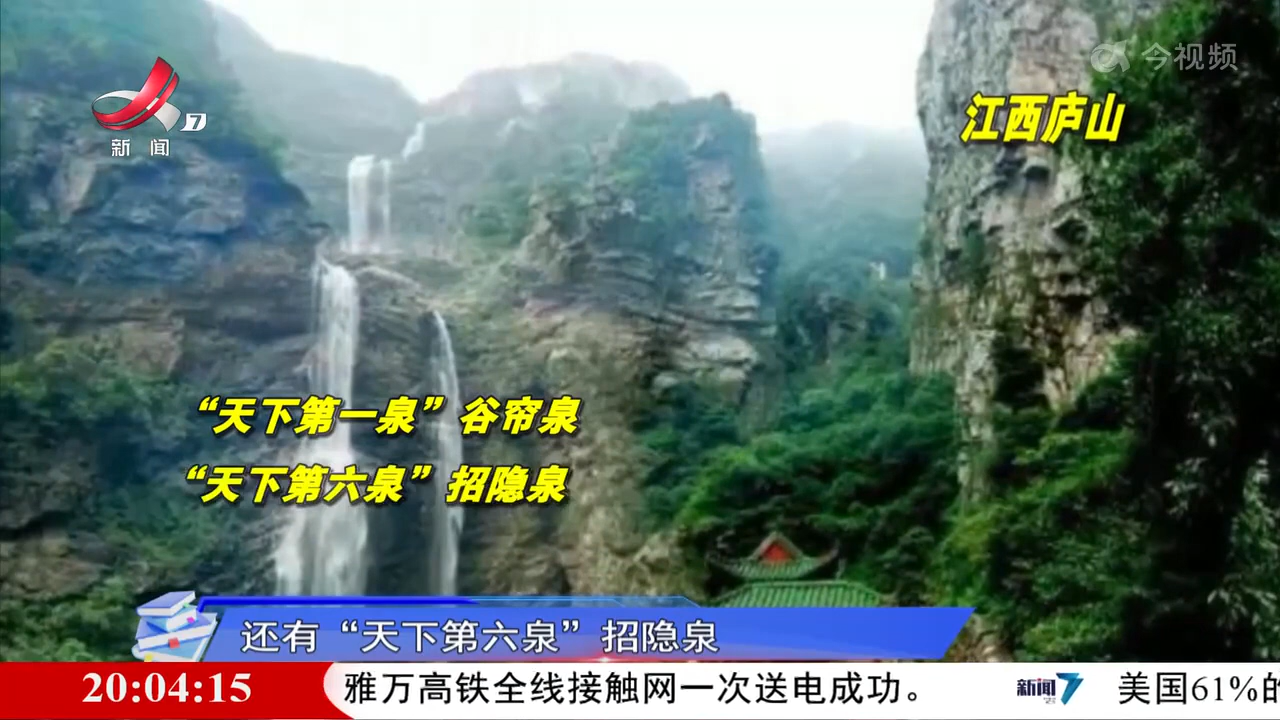 今视频
7
新闻
江西庐山
“天下第一泉”谷帘泉
“天下第六泉”招隐泉
还有“天下第六泉”招隐泉
20:04:15
雅万高铁全线接触网一次送电成功。
新闻7
美国61%的